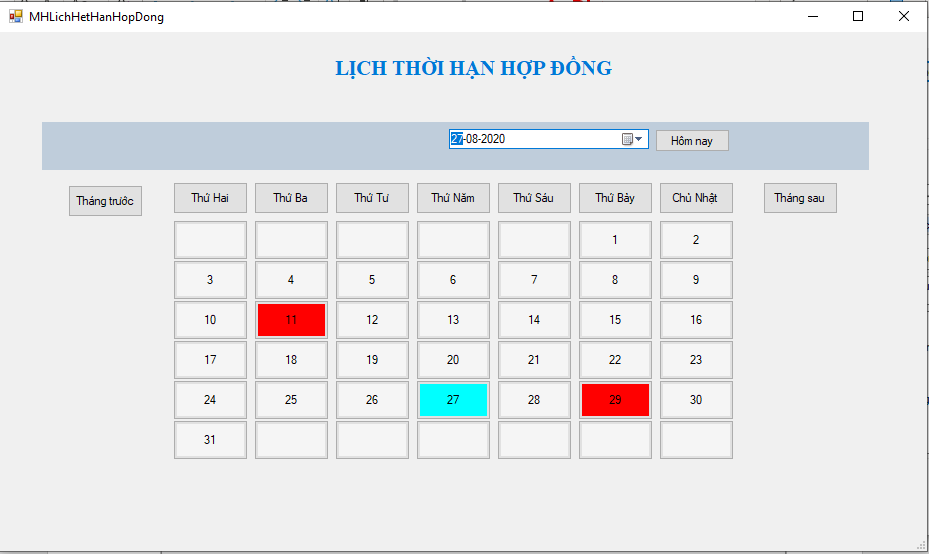 MHLichHetHanHopDong
LỊCH THỜI HẠN HỢP ĐỒNG
27-08-2020 Hôm nay
Tháng trước Thứ Hai Thứ Ba Thứ Tư Thứ Năm Thứ Sáu Thứ Bảy Chủ Nhật Tháng sau
1 2
3 4 5 6 7 8 9
10 11 12 13 14 15 16
17 18 19 20 21 22 23
24 25 26 27 28 29 30
31